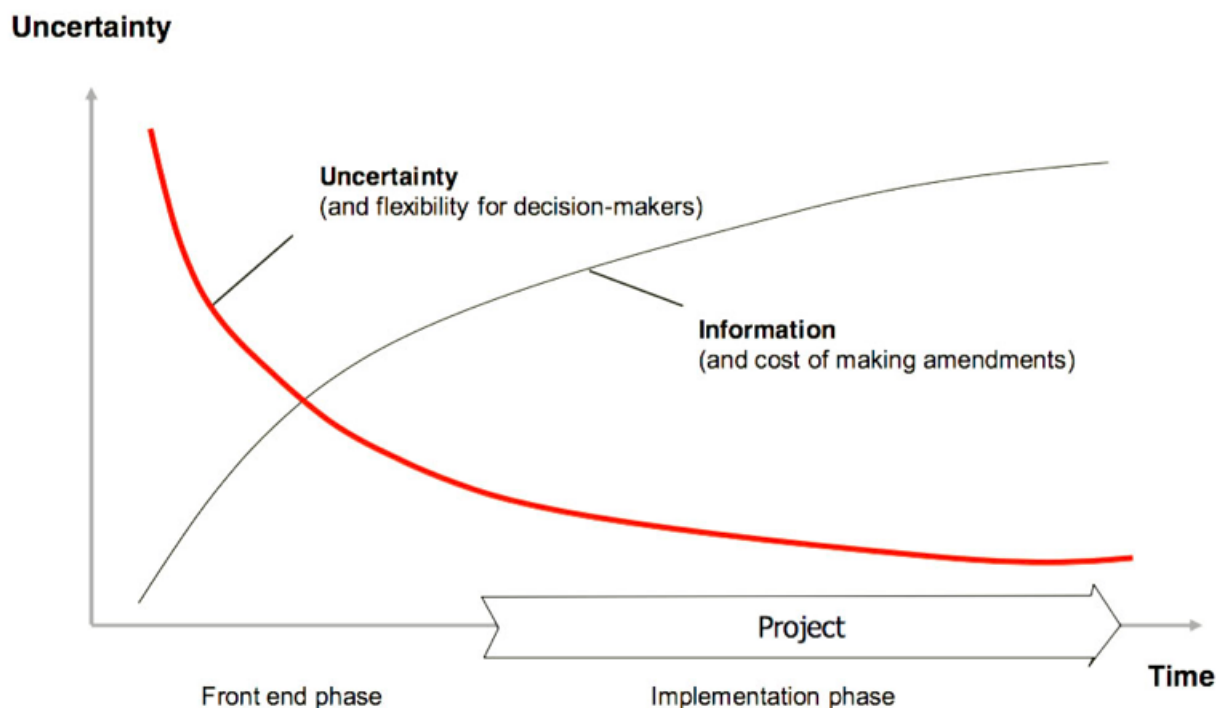 Uncertainty
Uncertainty
(and flexibility for decision-makers)
Information
(and cost of making amendments)
Project
Time
Front end phase
Implementation phase